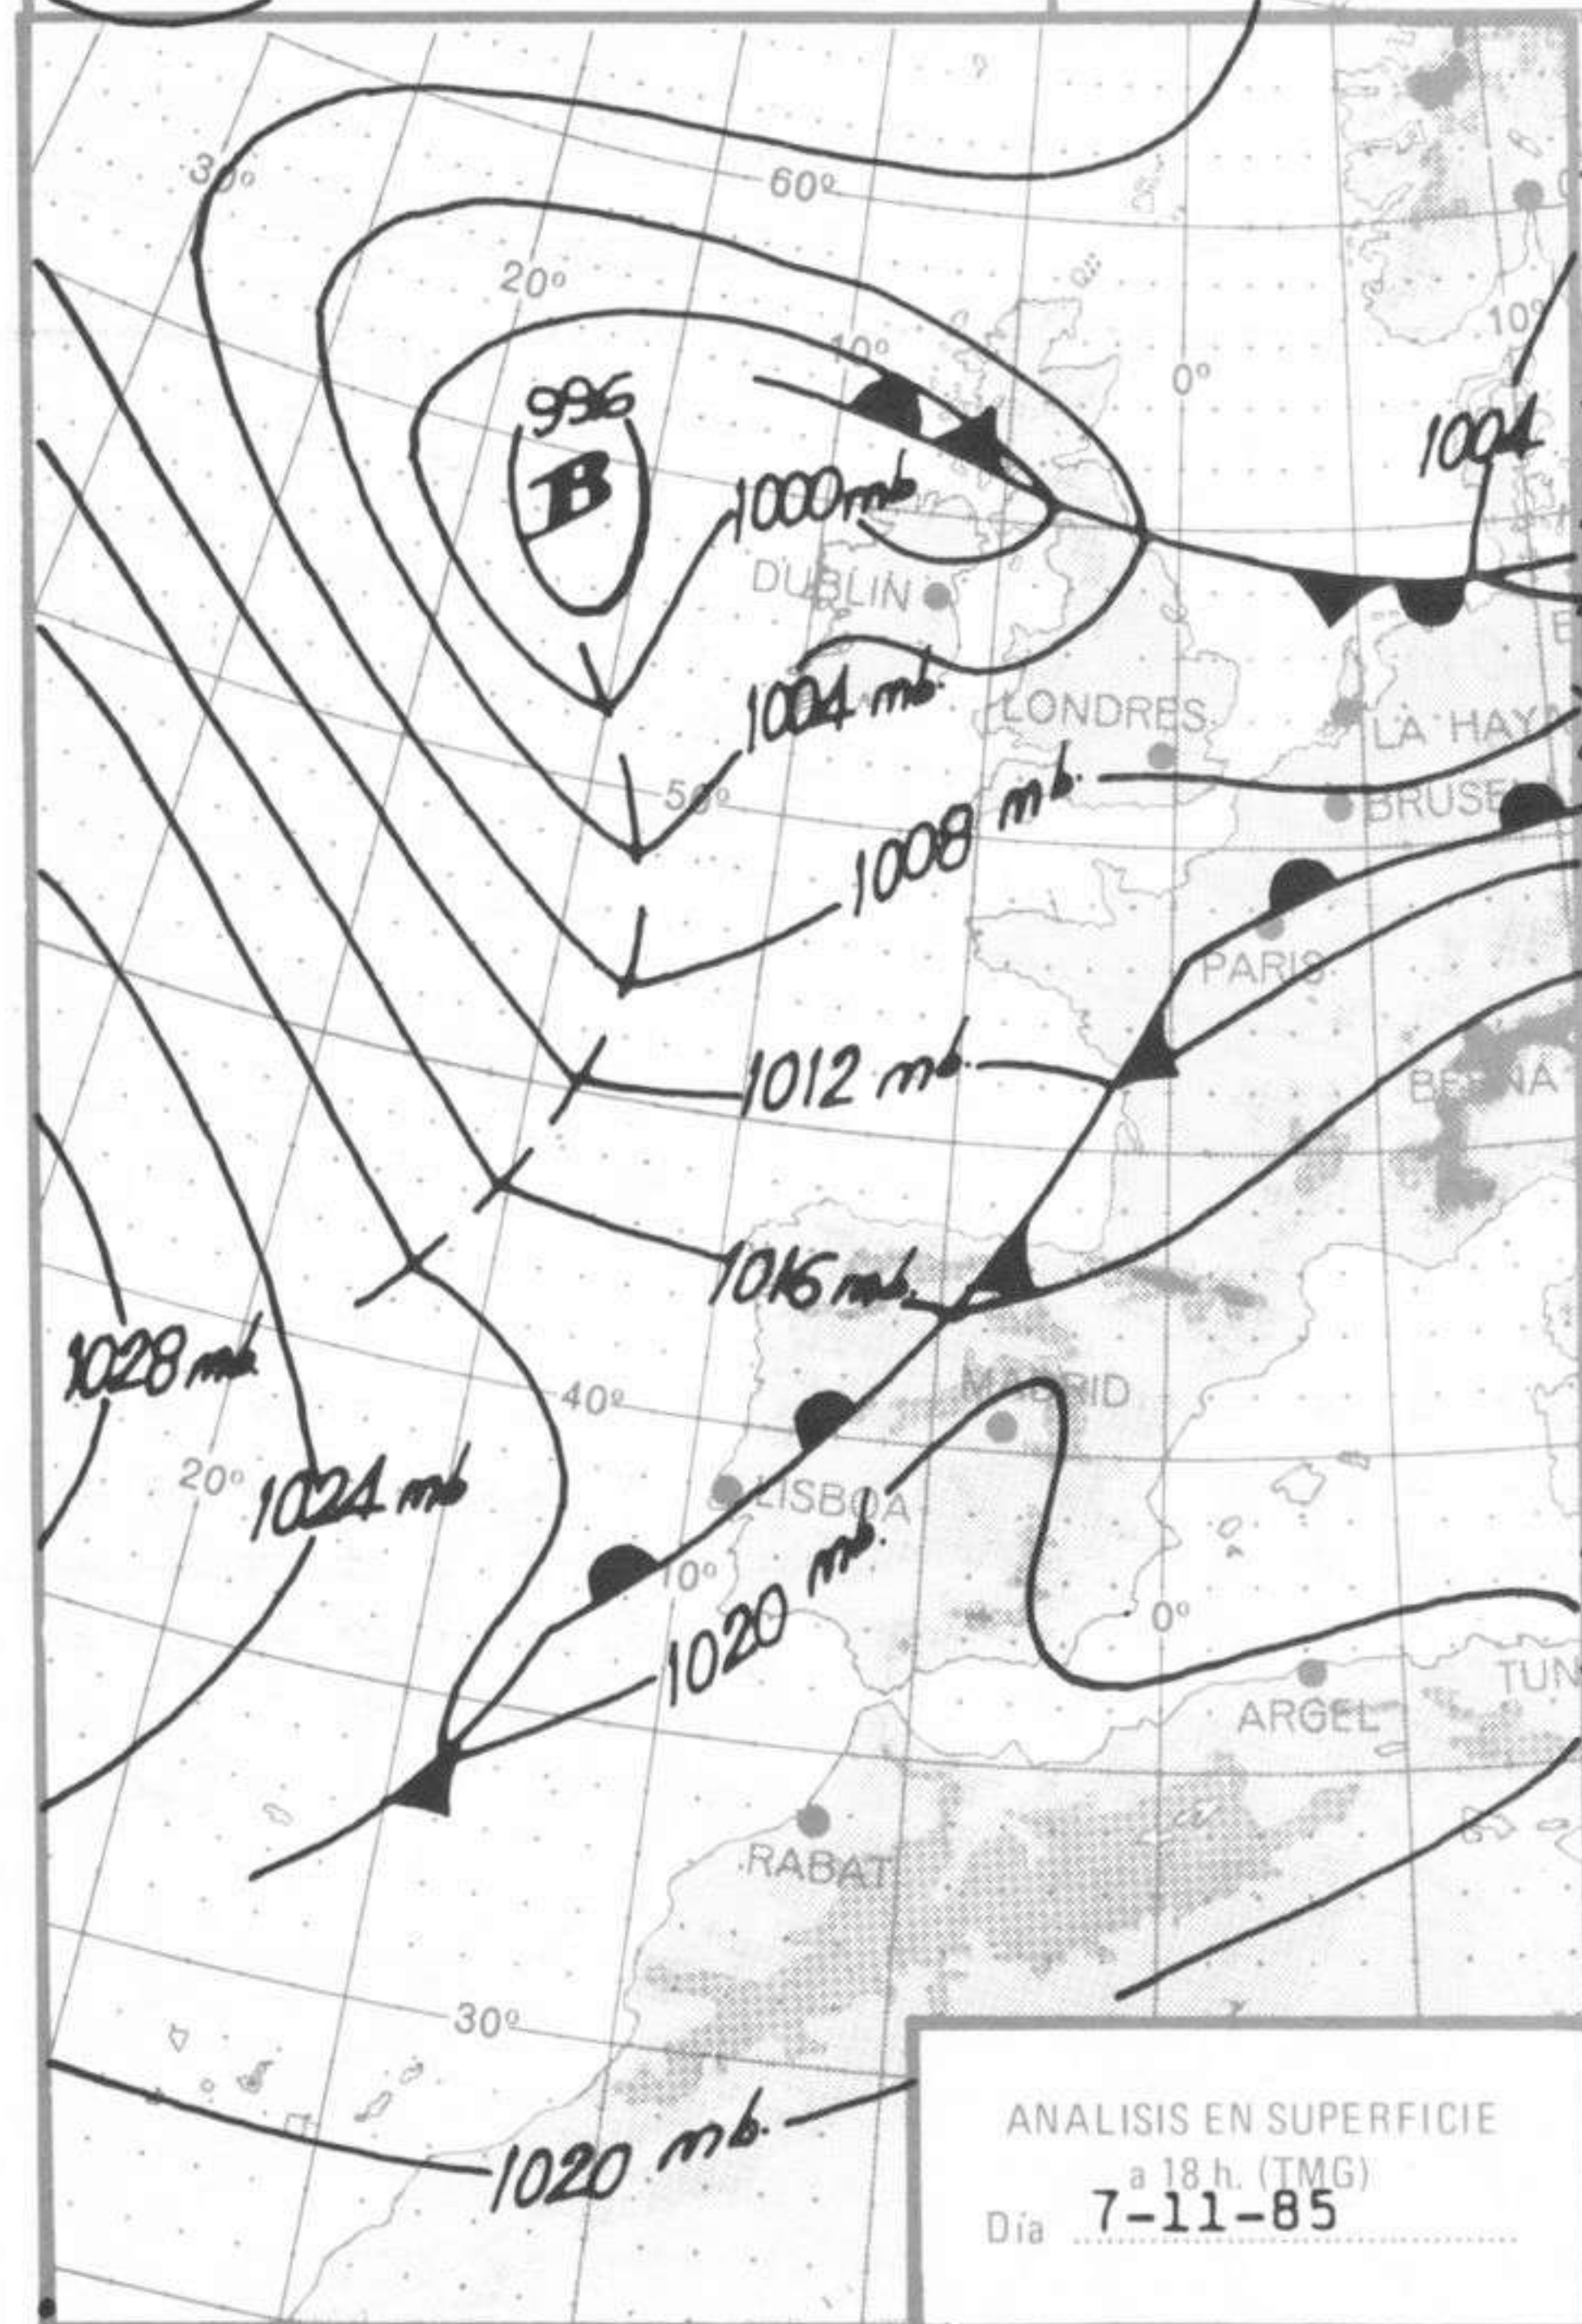 30º
60º
20º
10º
0º
10º
996
B
1004
1000 mb
DUBLIN
1004 mb.
LONDRES
LA HAYA
50º
1008 mb.
BRUSEL
PARIS
1012 mb.
BERNA
1016 mb.
1028 mb.
40º
MADRID
20º
1024 mb
LISBOA
10º
1020 mb.
0º
ARGEL
TUN
RABAT
30º
1020 mb.
ANALISIS EN SUPERFICIE
a 18 h. (TMG)
Día 7-11-85